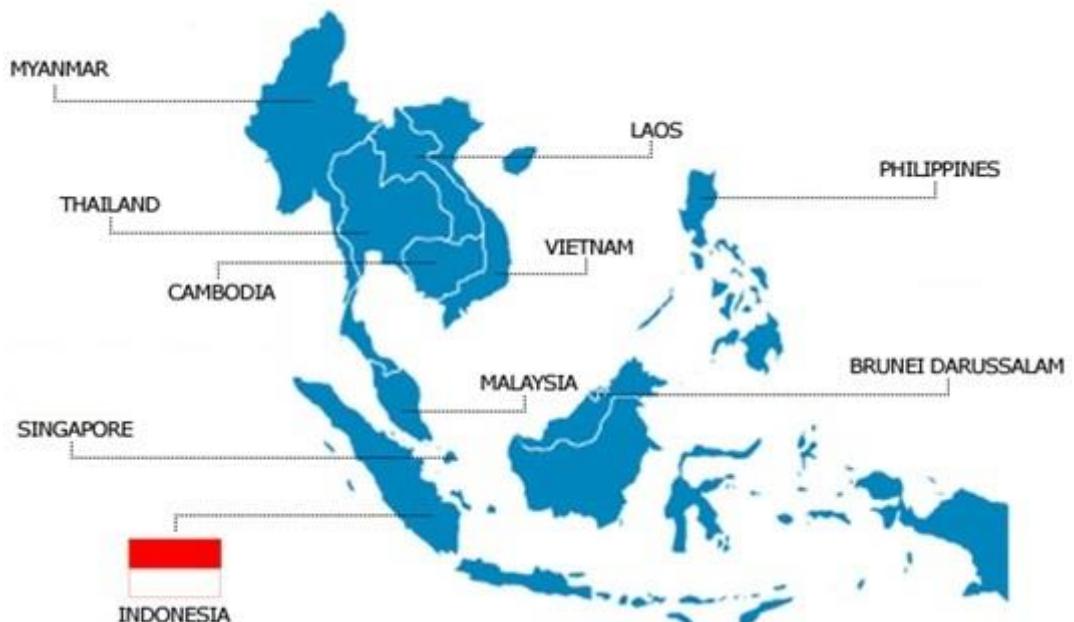 MYANMAR
LAOS
PHILIPPINES
THAILAND
VIETNAM
CAMBODIA
BRUNEI DARUSSALAM
MALAYSIA
SINGAPORE
INDONESIA